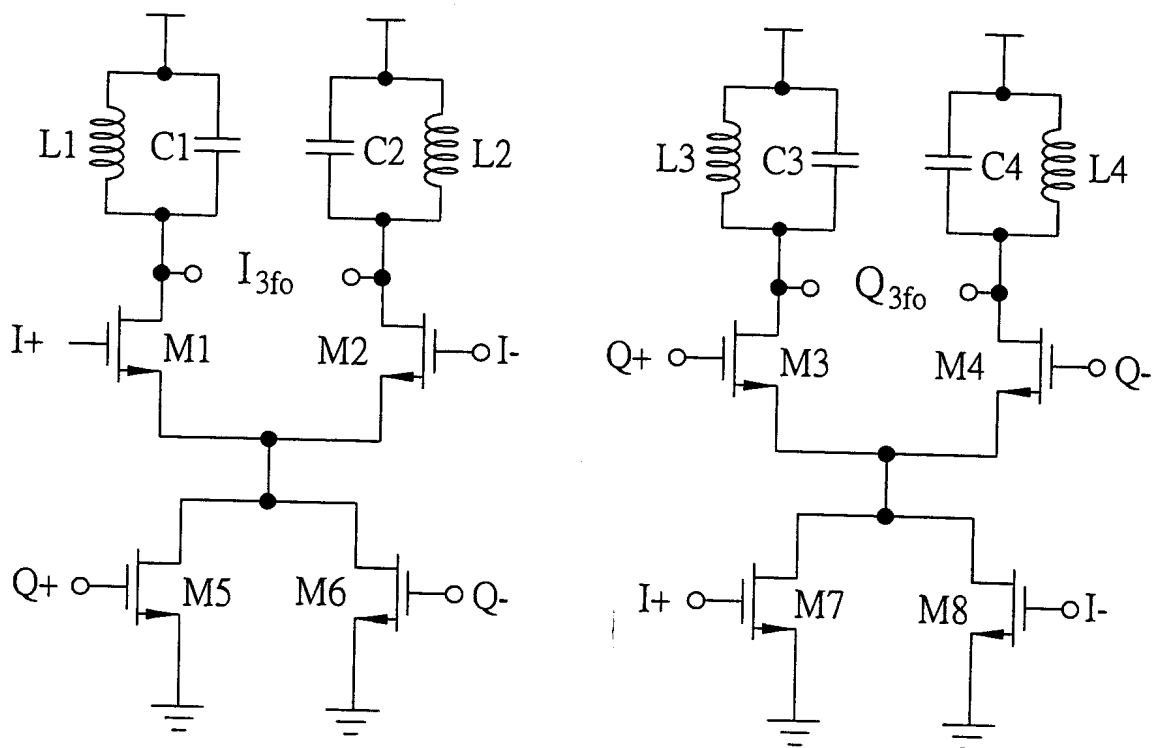 L1 C1 C2 L2
L3 C3 C4 L4
I3fo
Q3fo
I+ M1 M2 I-
Q+ M3 M4 Q-
Q+ M5 M6 Q-
I+ M7 M8 I-